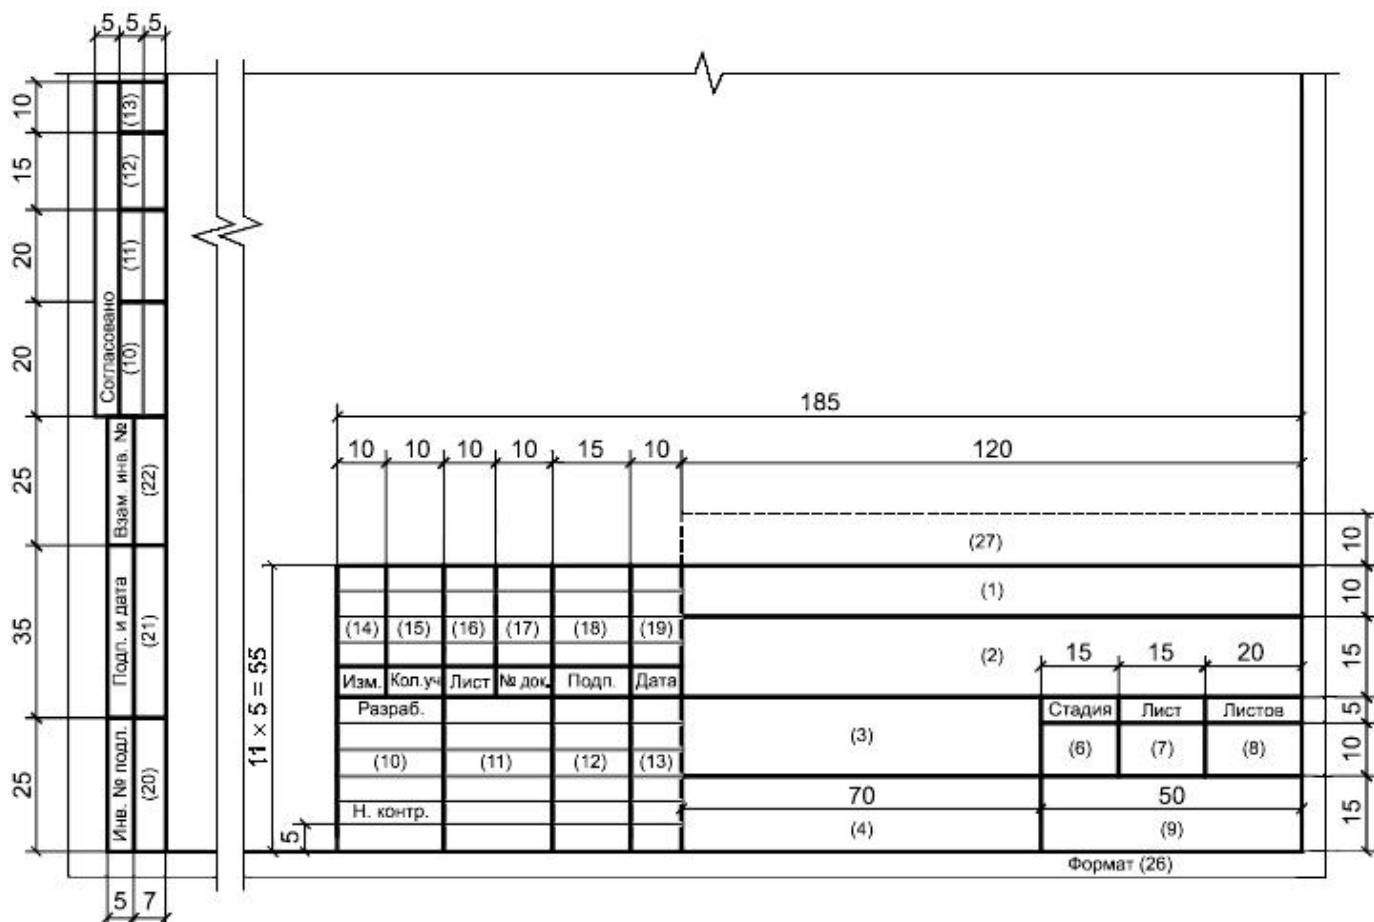 5 5 5
10
(13)
15
(12)
20
(11)
20
(10)
Согласовано
25
Взам. инв. №
(22)
35
Подп. и дата
(21)
25
Инв. № подл.
(20)
5 7
185
10 10 10 10 15 10 120
(27) 10
(1) 10
(14) (15) (16) (17) (18) (19)
(2) 15 15 20 15
Изм. Кол.уч Лист № док. Подп. Дата
Разраб.
Стадия Лист Листов 5
11 × 5 = 55
(3)
(6) (7) (8) 10
(10) (11) (12) (13)
70 50
Н. контр.
5
(4) (9) 15
Формат (26)